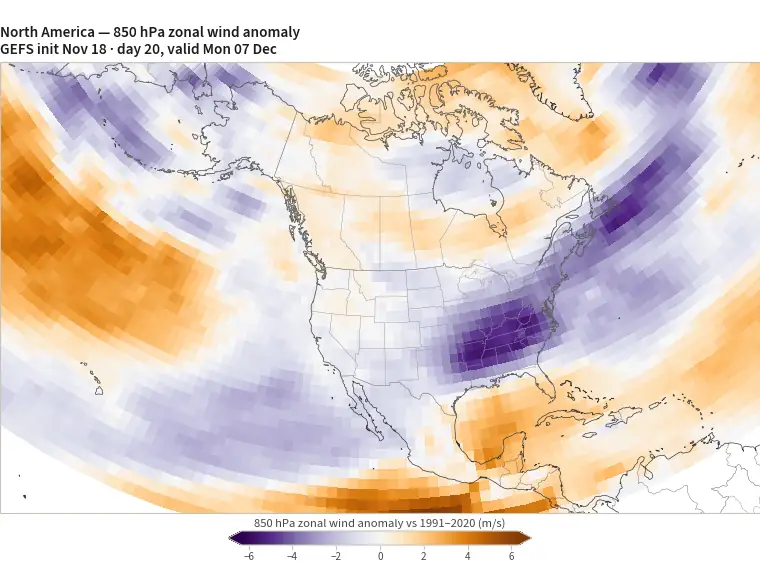 North America — 850 hPa zonal wind anomaly
GEFS init Nov 18 · day 20, valid Mon 07 Dec
850 hPa zonal wind anomaly vs 1991–2020 (m/s)
−6 −4 −2 0 2 4 6